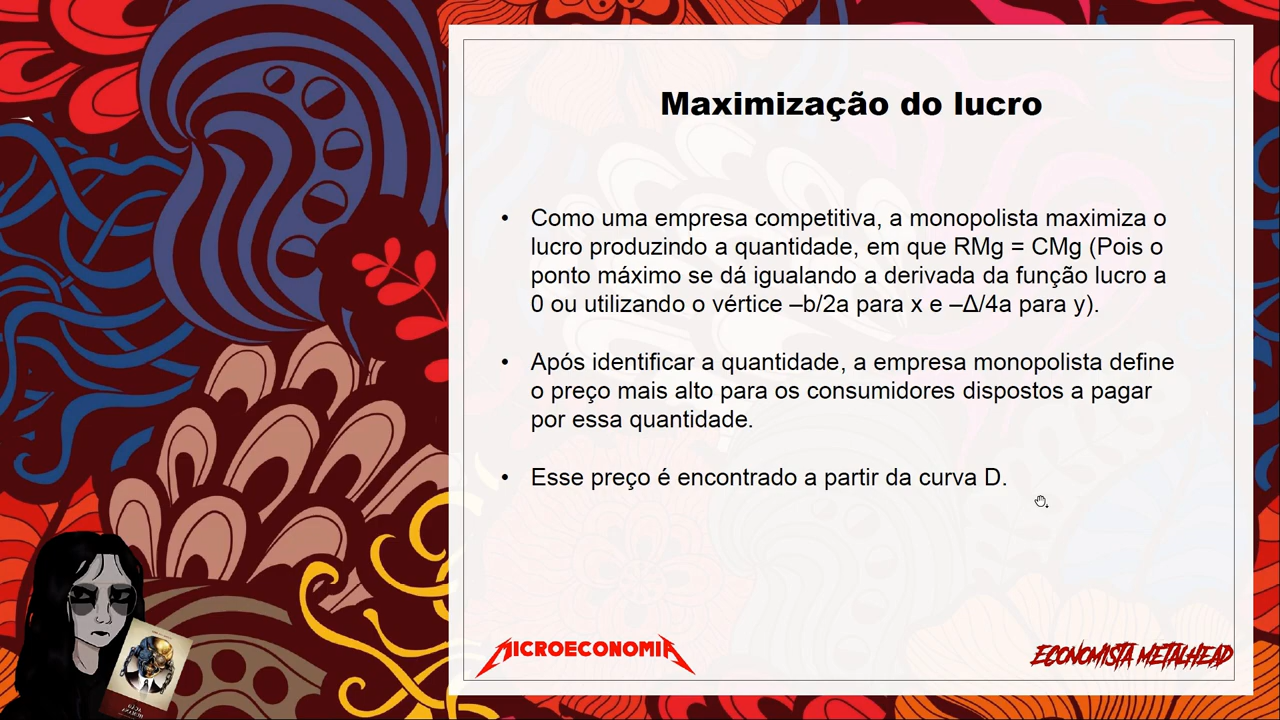 Maximização do lucro
• Como uma empresa competitiva, a monopolista maximiza o
lucro produzindo a quantidade, em que RMg = CMg (Pois o
ponto máximo se dá igualando a derivada da função lucro a
0 ou utilizando o vértice –b/2a para x e –Δ/4a para y).
• Após identificar a quantidade, a empresa monopolista define
o preço mais alto para os consumidores dispostos a pagar
por essa quantidade.
• Esse preço é encontrado a partir da curva D.
MICROECONOMIA
ECONOMISTA METALHEAD